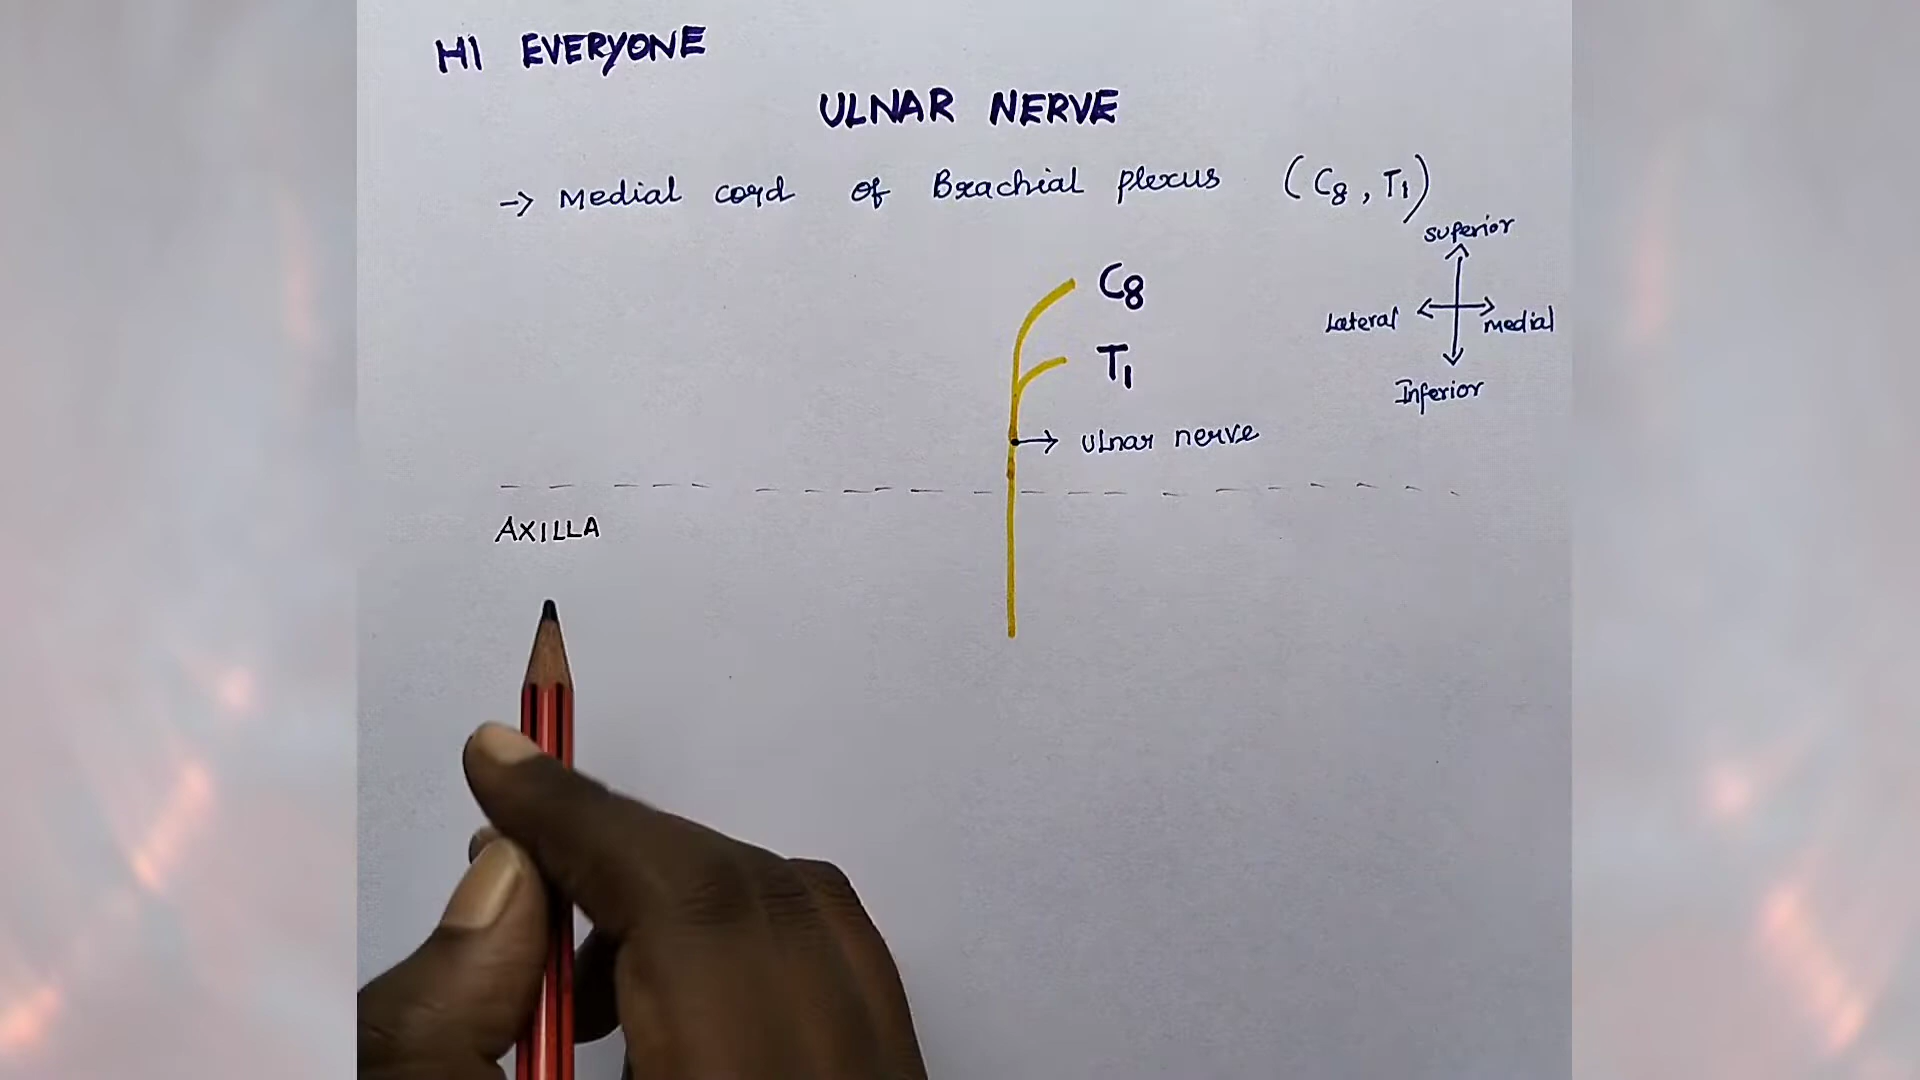 HI EVERYONE
ULNAR NERVE
→ Medial cord of Brachial plexus (C8, T1)
Superior
Lateral
Medial
Inferior
C8
T1
ulnar nerve
AXILLA